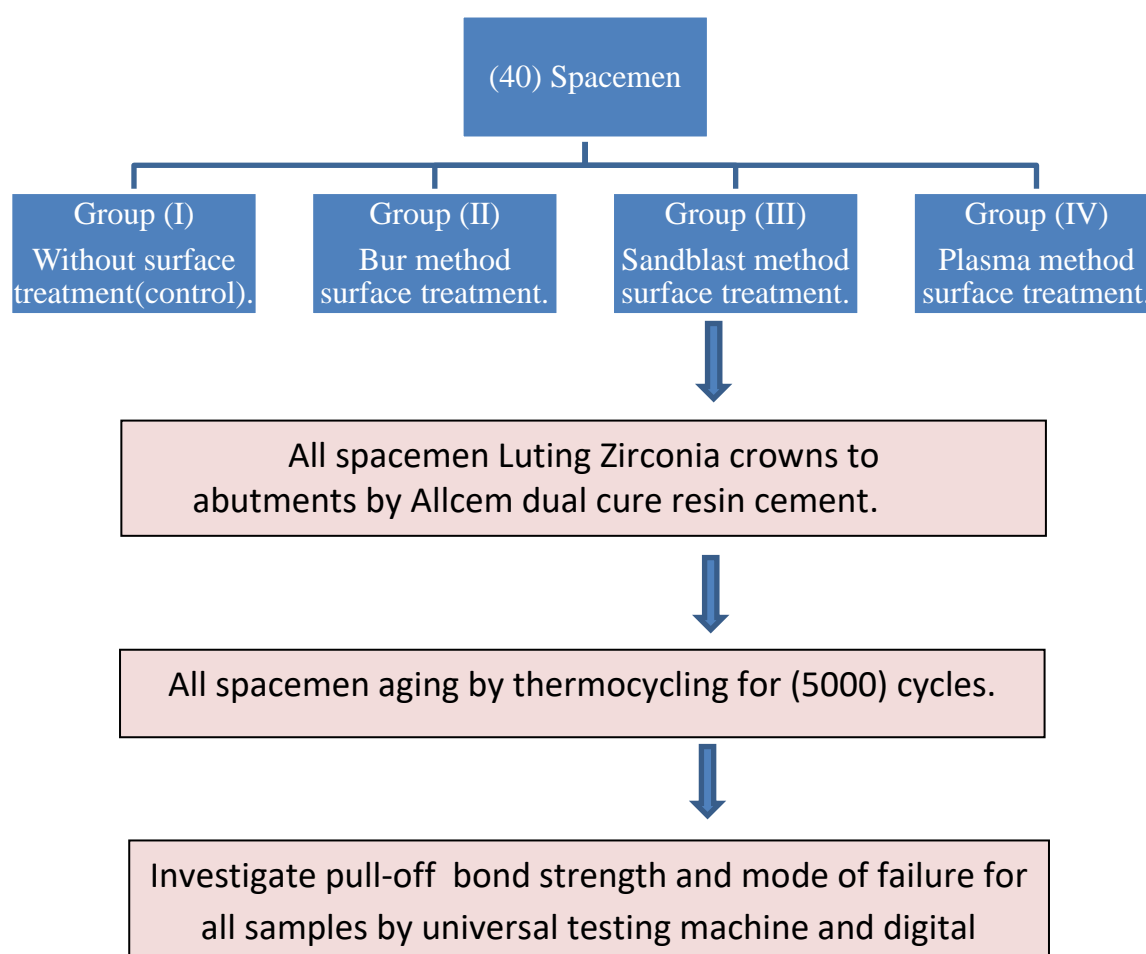 (40) Spacemen
Group (I)
Without surface
treatment(control).
Group (II)
Bur method
surface treatment.
Group (III)
Sandblast method
surface treatment.
Group (IV)
Plasma method
surface treatment.
All spacemen Luting Zirconia crowns to
abutments by Allcem dual cure resin cement.
All spacemen aging by thermocycling for (5000) cycles.
Investigate pull-off bond strength and mode of failure for
all samples by universal testing machine and digital